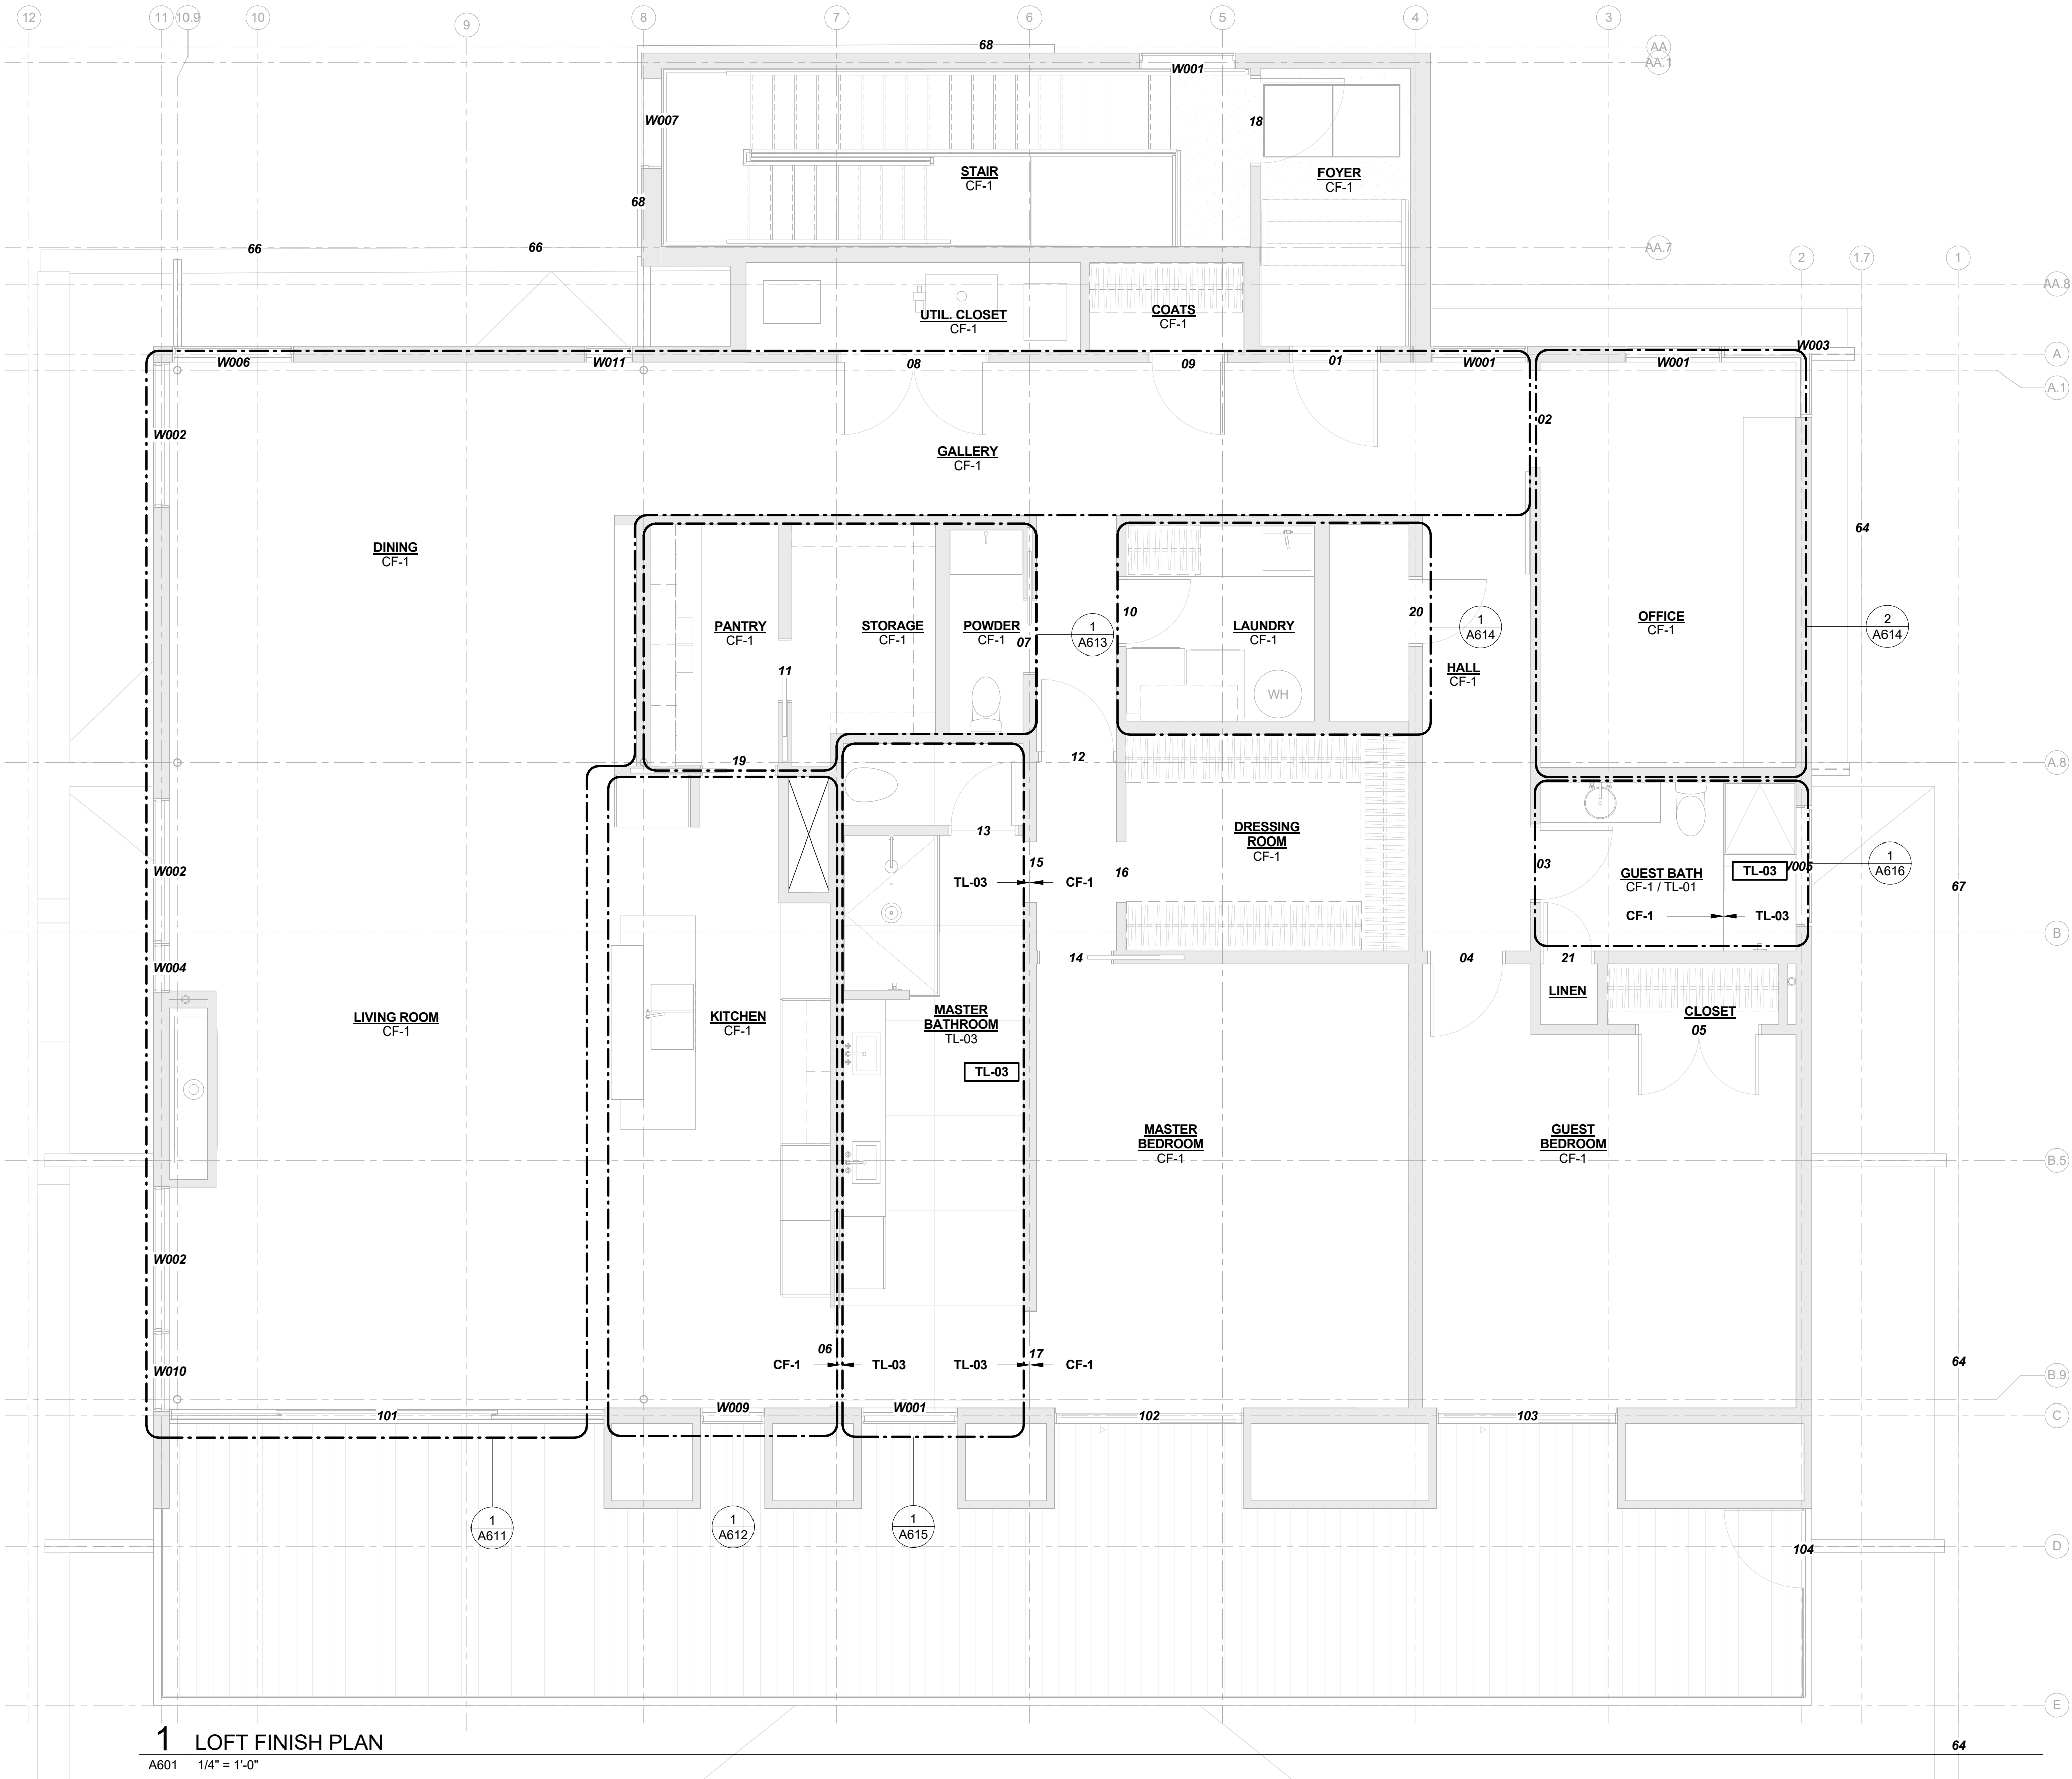 12
11
10.9
10
9
8
7
6
5
4
3
AA
AA.1
68
W001
W007
18
STAIR
CF-1
FOYER
CF-1
68
66
66
AA.7
2
1.7
1
AA.8
UTIL. CLOSET
CF-1
COATS
CF-1
W003
A
W006
W011
08
09
01
W001
W001
A.1
02
W002
GALLERY
CF-1
64
DINING
CF-1
10
20
PANTRY
CF-1
STORAGE
CF-1
POWDER
CF-1
07
1
A613
LAUNDRY
CF-1
1
A614
OFFICE
CF-1
2
A614
11
HALL
CF-1
WH
19
12
A.8
13
DRESSING
ROOM
CF-1
15
16
03
W002
TL-03
CF-1
GUEST BATH
CF-1 / TL-01
TL-03
1
A616
67
CF-1
TL-03
B
W004
14
04
21
LINEN
LIVING ROOM
CF-1
KITCHEN
CF-1
MASTER
BATHROOM
TL-03
CLOSET
05
TL-03
MASTER
BEDROOM
CF-1
GUEST
BEDROOM
CF-1
B.5
W002
06
17
CF-1
TL-03
TL-03
CF-1
64
W010
B.9
101
W009
W001
102
103
C
1
A611
1
A612
1
A615
104
D
E
1 LOFT FINISH PLAN
64
A601 1/4" = 1'-0"